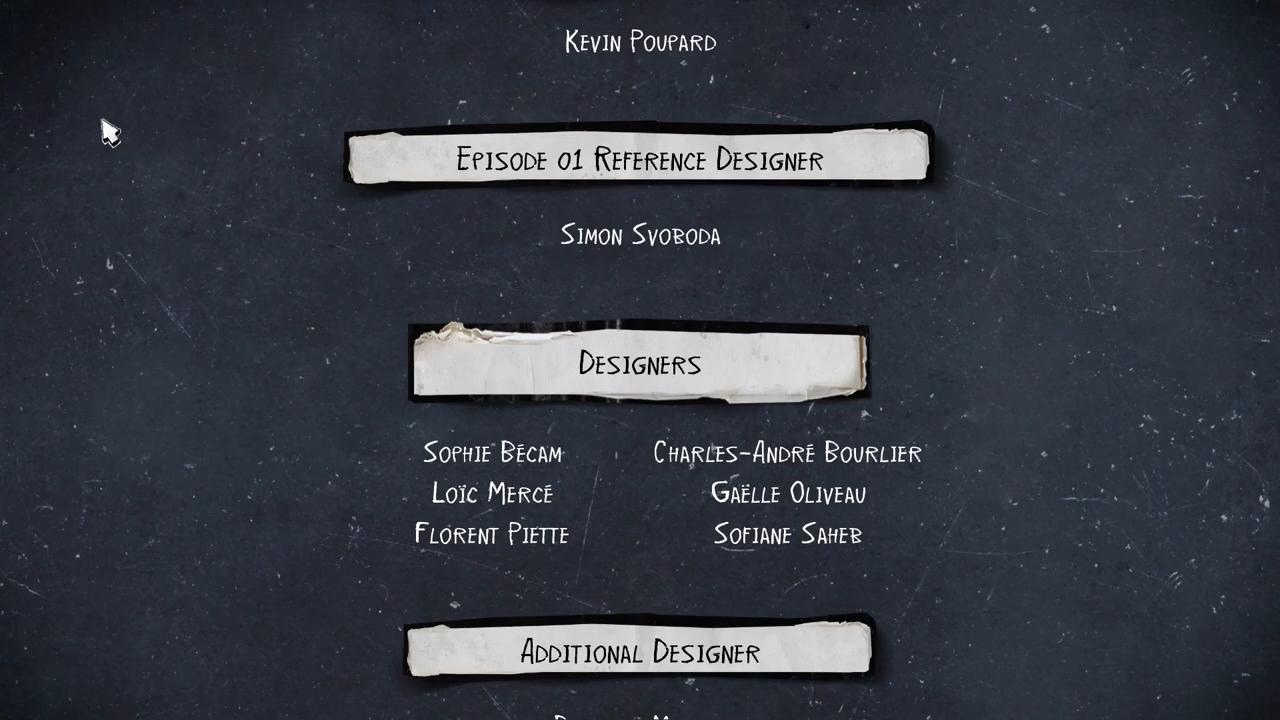 Kevin Poupard
Episode 01 Reference Designer
Simon Svoboda
Designers
Sophie Bécam Charles-André Bourlier
Loïc Mercé Gaëlle Oliveau
Florent Piette Sofiane Saheb
Additional Designer